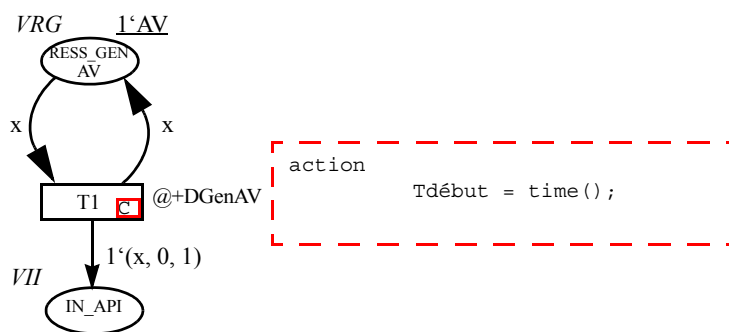 VRG 1‘AV
RESS_GEN
AV
x x
action
Tdébut = time();
T1 C @+DGenAV
1‘(x, 0, 1)
VII
IN_API